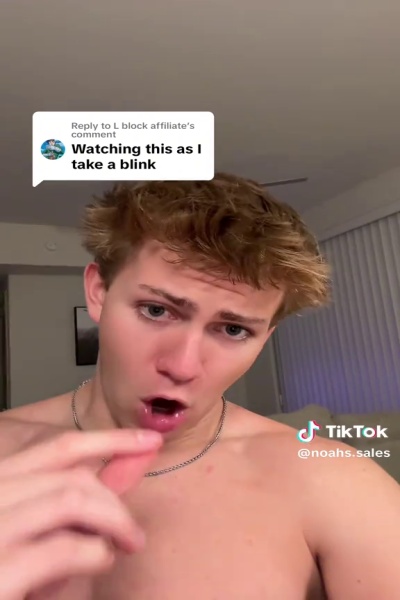 Reply to L block affiliate's
comment
Watching this as I
take a blink
TikTok
@noahs.sales